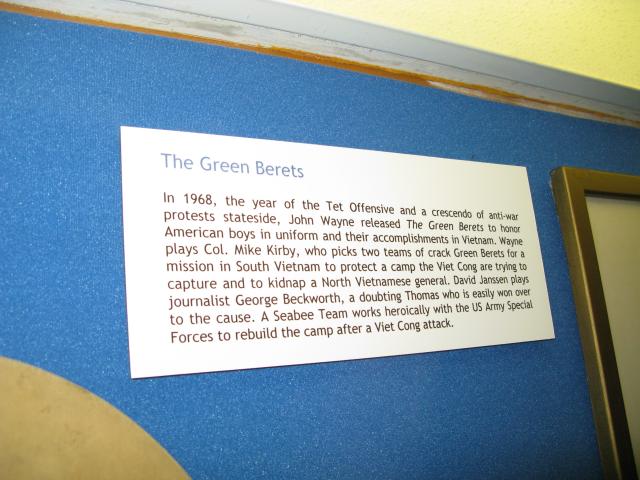 The Green Berets
In 1968, the year of the Tet Offensive and a crescendo of anti-war
protests stateside, John Wayne released The Green Berets to honor
American boys in uniform and their accomplishments in Vietnam. Wayne
plays Col. Mike Kirby, who picks two teams of crack Green Berets for a
mission in South Vietnam to protect a camp the Viet Cong are trying to
capture and to kidnap a North Vietnamese general. David Janssen plays
journalist George Beckworth, a doubting Thomas who is easily won over
to the cause. A Seabee Team works heroically with the US Army Special
Forces to rebuild the camp after a Viet Cong attack.